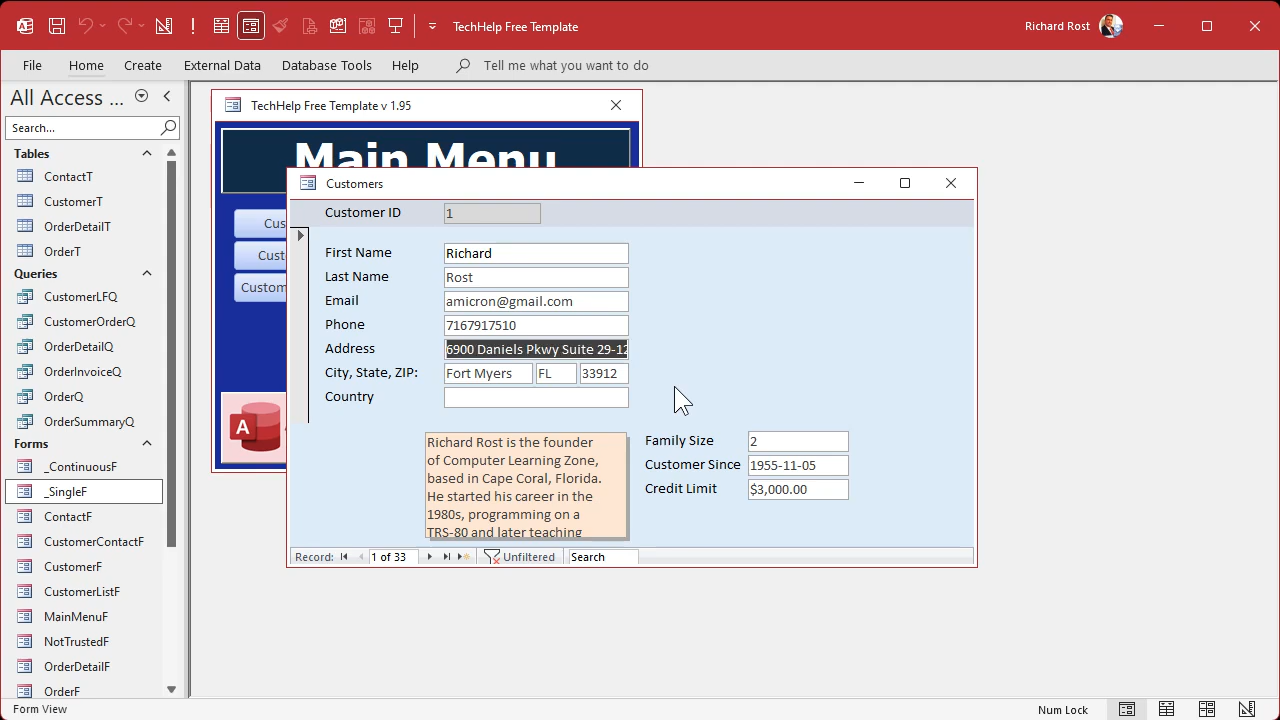 TechHelp Free Template
Richard Rost
File Home Create External Data Database Tools Help Tell me what you want to do
All Access ...
Search...
Tables
ContactT
CustomerT
OrderDetailT
OrderT
Queries
CustomerLFQ
CustomerOrderQ
OrderDetailQ
OrderInvoiceQ
OrderQ
OrderSummaryQ
Forms
_ContinuousF
_SingleF
ContactF
CustomerContactF
CustomerF
CustomerListF
MainMenuF
NotTrustedF
OrderDetailF
OrderF
TechHelp Free Template v 1.95
Main Menu
Cus
Cust
Custom
A
Customers
Customer ID 1
First Name Richard
Last Name Rost
Email amicron@gmail.com
Phone 7167917510
Address 6900 Daniels Pkwy Suite 29-12
City, State, ZIP: Fort Myers FL 33912
Country
Richard Rost is the founder
of Computer Learning Zone,
based in Cape Coral, Florida.
He started his career in the
1980s, programming on a
TRS-80 and later teaching
Family Size 2
Customer Since 1955-11-05
Credit Limit $3,000.00
Record: 1 of 33 Unfiltered Search
Form View
Num Lock